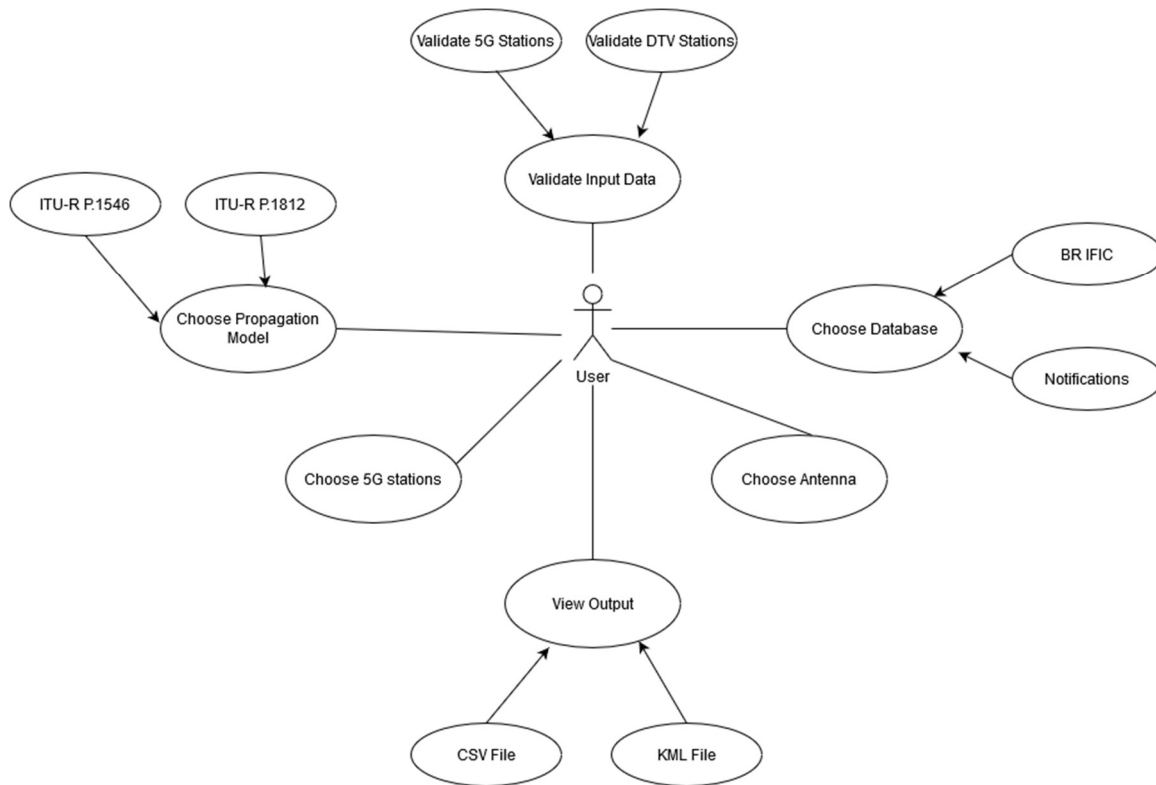 Validate 5G Stations
Validate DTV Stations
Validate Input Data
ITU-R P.1546
ITU-R P.1812
BR IFIC
Choose Propagation
Model
Choose Database
User
Notifications
Choose 5G stations
Choose Antenna
View Output
CSV File
KML File